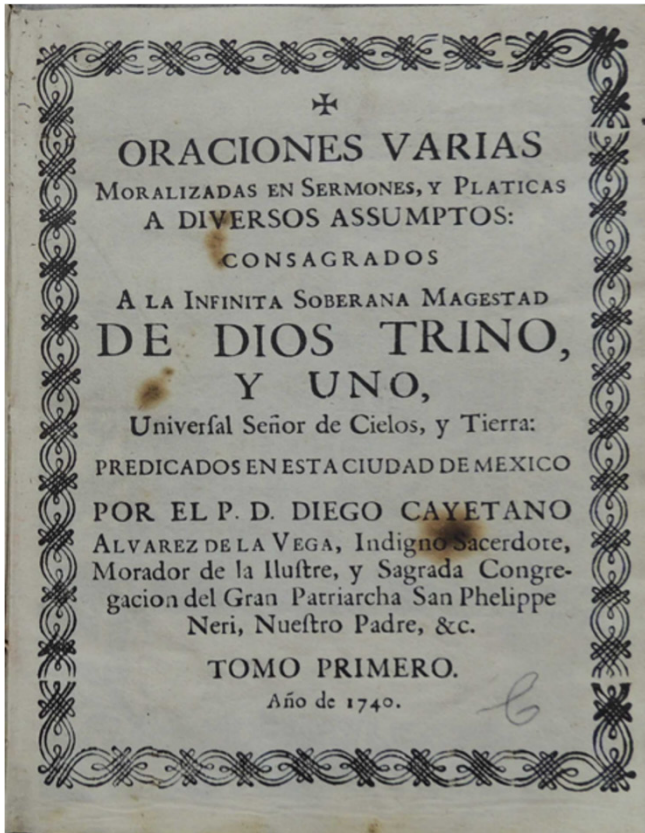 ✠
ORACIONES VARIAS
MORALIZADAS EN SERMONES, Y PLATICAS
A DIVERSOS ASSUMPTOS:
CONSAGRADOS
A LA INFINITA SOBERANA MAGESTAD
DE DIOS TRINO,
Y UNO,
Univerſal Señor de Cielos, y Tierra:
PREDICADOS EN ESTA CIUDAD DE MEXICO
POR EL P. D. DIEGO CAYETANO
ALVAREZ DE LA VEGA, Indigno Sacerdote,
Morador de la Iluſtre, y Sagrada Congre-
gacion del Gran Patriarcha San Phelippe
Neri, Nueſtro Padre, &c.
TOMO PRIMERO.
Año de 1740.